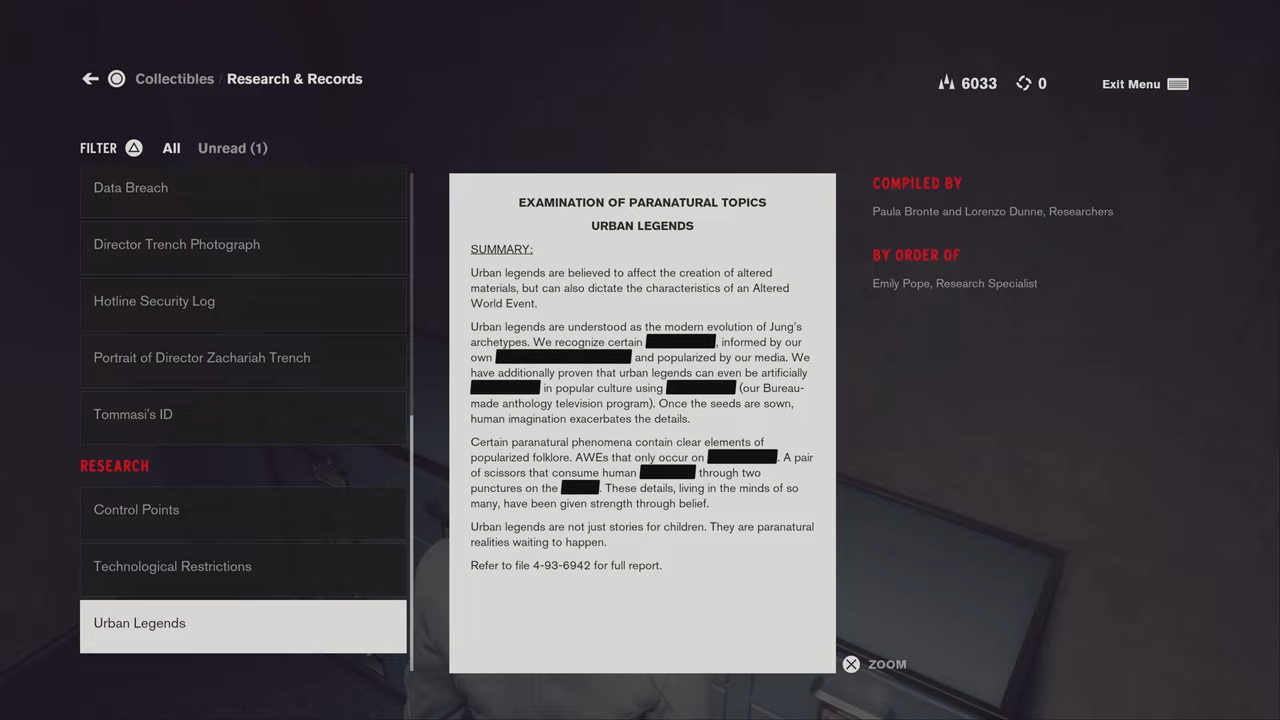 Collectibles / Research & Records
6033
0
Exit Menu
FILTER All Unread (1)
Data Breach
Director Trench Photograph
Hotline Security Log
Portrait of Director Zachariah Trench
Tommasi's ID
RESEARCH
Control Points
Technological Restrictions
Urban Legends
EXAMINATION OF PARANATURAL TOPICS
URBAN LEGENDS
SUMMARY:
Urban legends are believed to affect the creation of altered
materials, but can also dictate the characteristics of an Altered
World Event.
Urban legends are understood as the modern evolution of Jung's
archetypes. We recognize certain , informed by our
own and popularized by our media. We
have additionally proven that urban legends can even be artificially
in popular culture using (our Bureau-
made anthology television program). Once the seeds are sown,
human imagination exacerbates the details.
Certain paranatural phenomena contain clear elements of
popularized folklore. AWEs that only occur on . A pair
of scissors that consume human through two
punctures on the . These details, living in the minds of so
many, have been given strength through belief.
Urban legends are not just stories for children. They are paranatural
realities waiting to happen.
Refer to file 4-93-6942 for full report.
COMPILED BY
Paula Bronte and Lorenzo Dunne, Researchers
BY ORDER OF
Emily Pope, Research Specialist
ZOOM